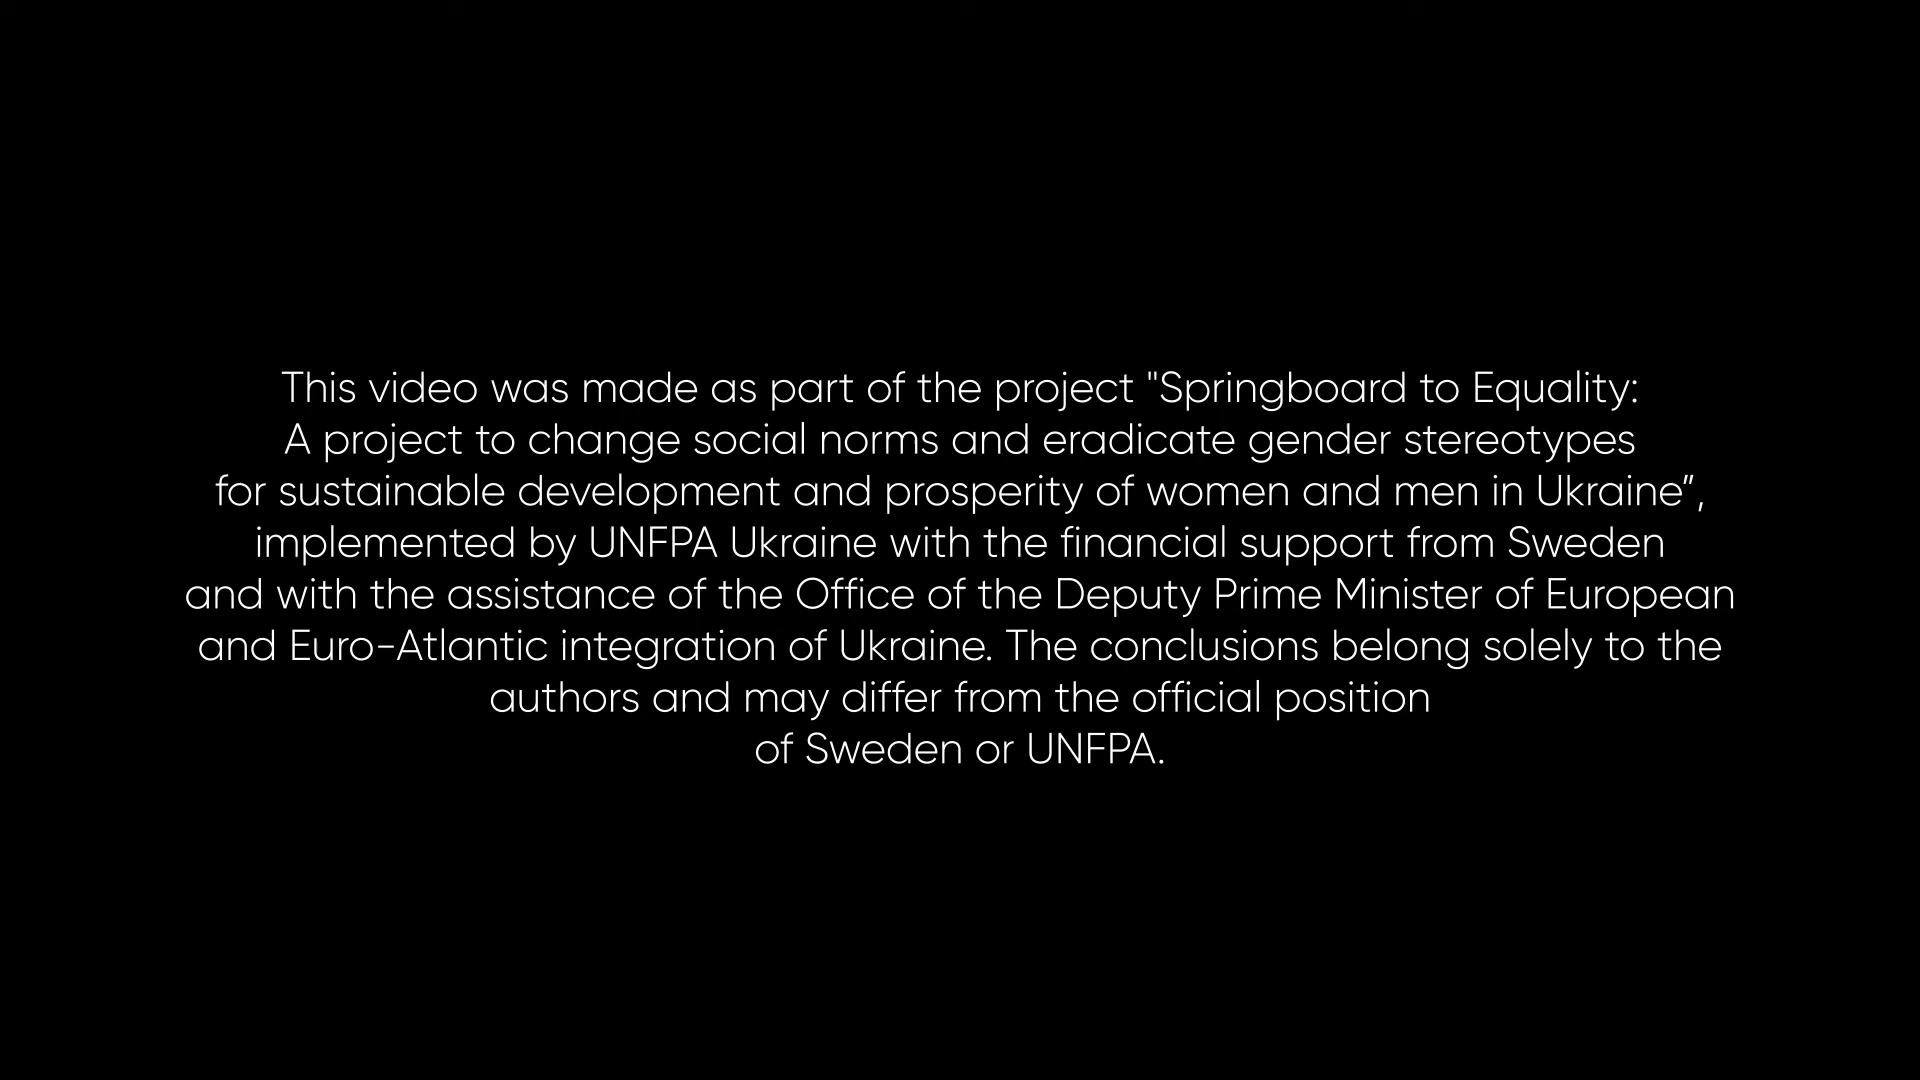 This video was made as part of the project "Springboard to Equality:
A project to change social norms and eradicate gender stereotypes
for sustainable development and prosperity of women and men in Ukraine”,
implemented by UNFPA Ukraine with the financial support from Sweden
and with the assistance of the Office of the Deputy Prime Minister of European
and Euro-Atlantic integration of Ukraine. The conclusions belong solely to the
authors and may differ from the official position
of Sweden or UNFPA.